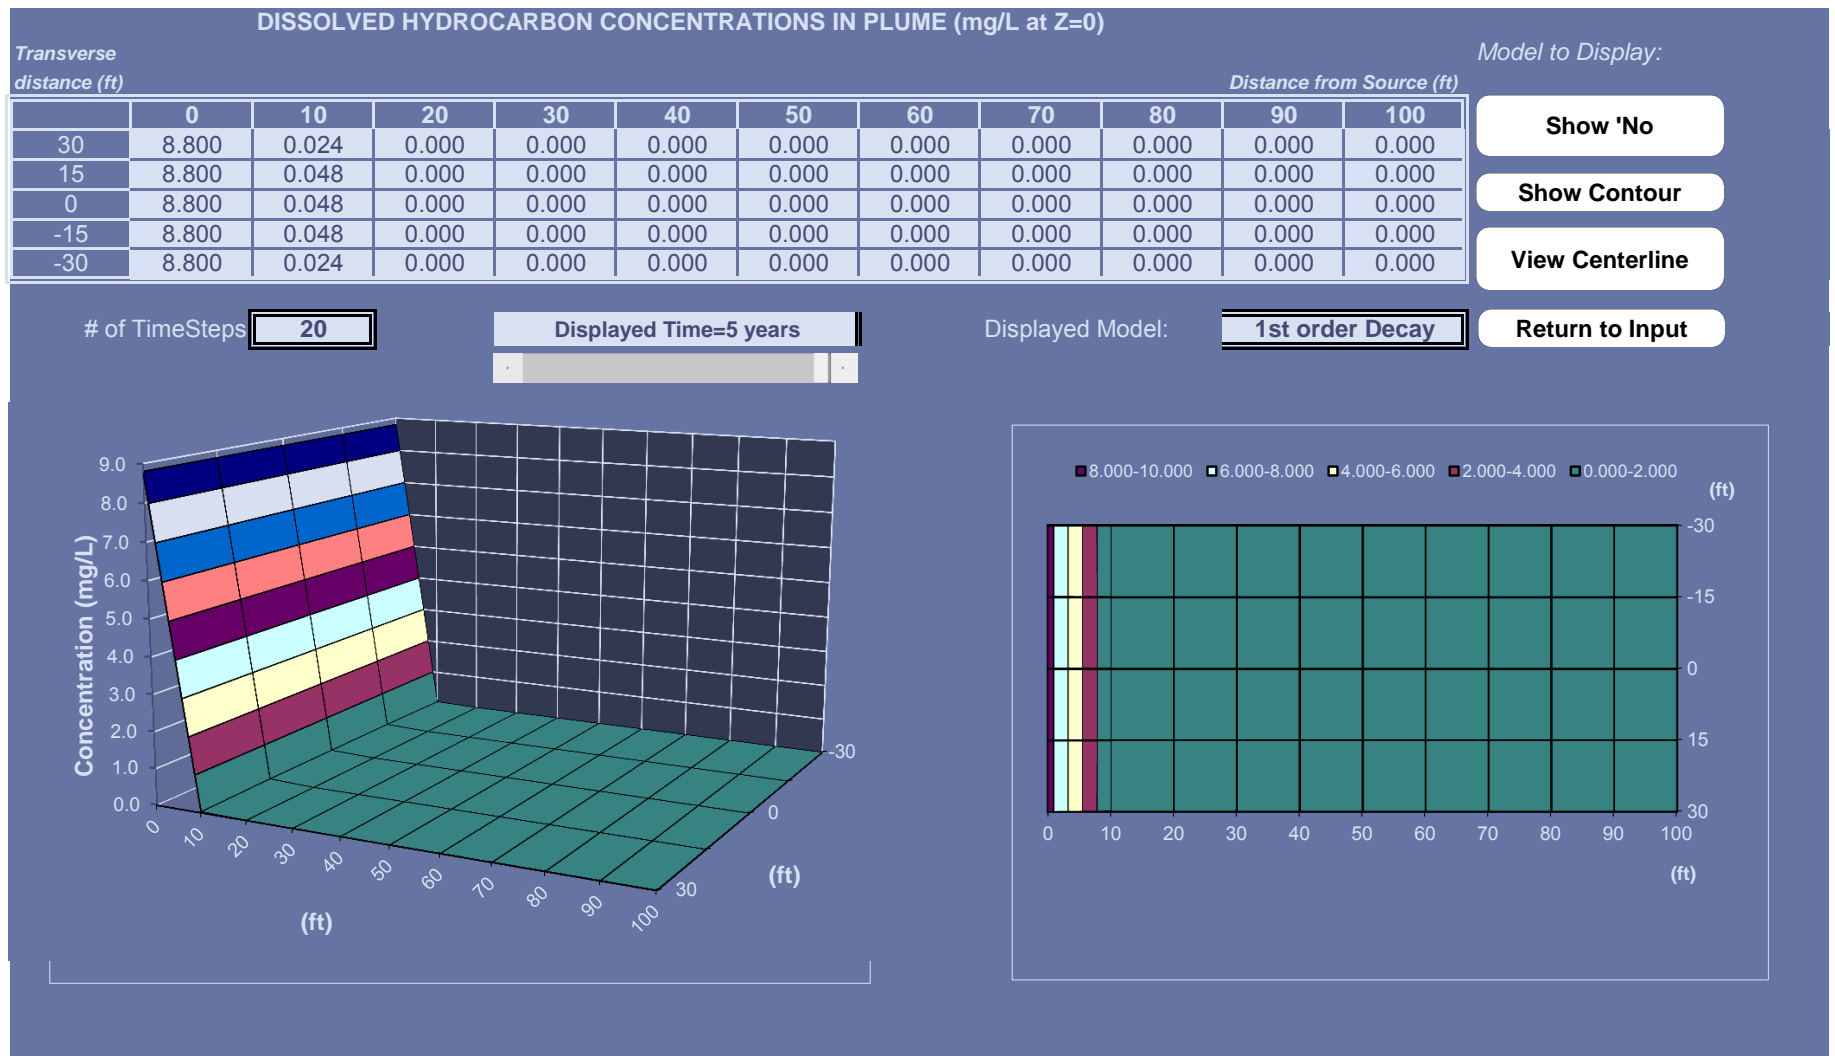 DISSOLVED HYDROCARBON CONCENTRATIONS IN PLUME (mg/L at Z=0)
Transverse
distance (ft)
Distance from Source (ft)
Model to Display:
0 10 20 30 40 50 60 70 80 90 100
30 8.800 0.024 0.000 0.000 0.000 0.000 0.000 0.000 0.000 0.000 0.000
15 8.800 0.048 0.000 0.000 0.000 0.000 0.000 0.000 0.000 0.000 0.000
0 8.800 0.048 0.000 0.000 0.000 0.000 0.000 0.000 0.000 0.000 0.000
-15 8.800 0.048 0.000 0.000 0.000 0.000 0.000 0.000 0.000 0.000 0.000
-30 8.800 0.024 0.000 0.000 0.000 0.000 0.000 0.000 0.000 0.000 0.000
Show 'No
Show Contour
View Centerline
Return to Input
# of TimeSteps 20
Displayed Time=5 years
Displayed Model: 1st order Decay
Concentration (mg/L)
9.0
8.0
7.0
6.0
5.0
4.0
3.0
2.0
1.0
0.0
0 10 20 30 40 50 60 70 80 90 100
(ft)
-30
0
30
(ft)
8.000-10.000 6.000-8.000 4.000-6.000 2.000-4.000 0.000-2.000
(ft)
-30
-15
0
15
30
0 10 20 30 40 50 60 70 80 90 100
(ft)